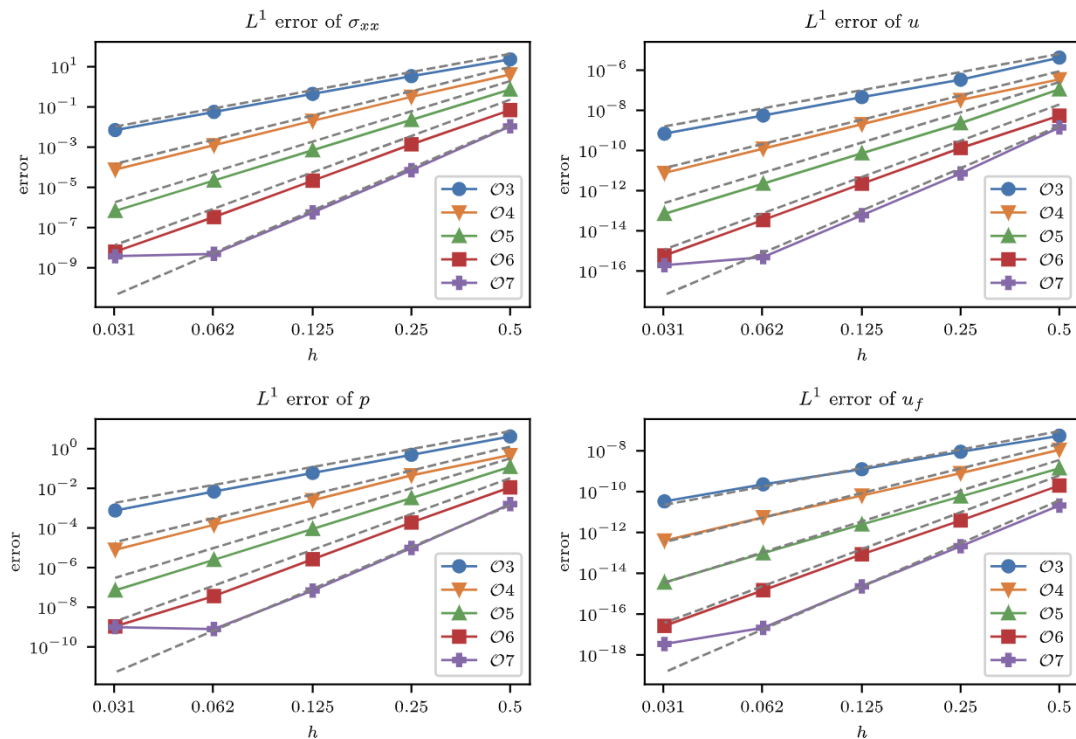 L¹ error of σₓₓ
error
10¹
10⁻¹
10⁻³
10⁻⁵
10⁻⁷
10⁻⁹
𝒪3
𝒪4
𝒪5
𝒪6
𝒪7
0.031 0.062 0.125 0.25 0.5
h
L¹ error of u
error
10⁻⁶
10⁻⁸
10⁻¹⁰
10⁻¹²
10⁻¹⁴
10⁻¹⁶
𝒪3
𝒪4
𝒪5
𝒪6
𝒪7
0.031 0.062 0.125 0.25 0.5
h
L¹ error of p
error
10⁰
10⁻²
10⁻⁴
10⁻⁶
10⁻⁸
10⁻¹⁰
𝒪3
𝒪4
𝒪5
𝒪6
𝒪7
0.031 0.062 0.125 0.25 0.5
h
L¹ error of u_f
error
10⁻⁸
10⁻¹⁰
10⁻¹²
10⁻¹⁴
10⁻¹⁶
10⁻¹⁸
𝒪3
𝒪4
𝒪5
𝒪6
𝒪7
0.031 0.062 0.125 0.25 0.5
h